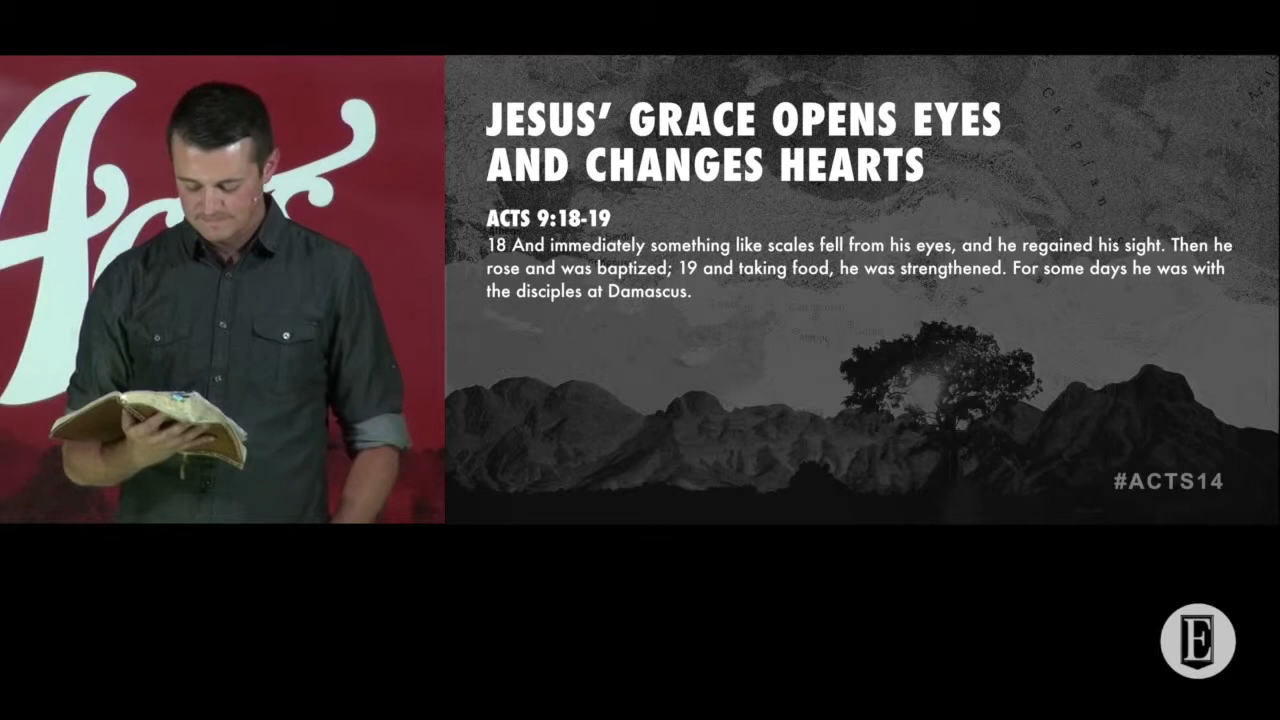 Acts
JESUS' GRACE OPENS EYES
AND CHANGES HEARTS
ACTS 9:18-19
18 And immediately something like scales fell from his eyes, and he regained his sight. Then he
rose and was baptized; 19 and taking food, he was strengthened. For some days he was with
the disciples at Damascus.
Caspian
#ACTS14
E